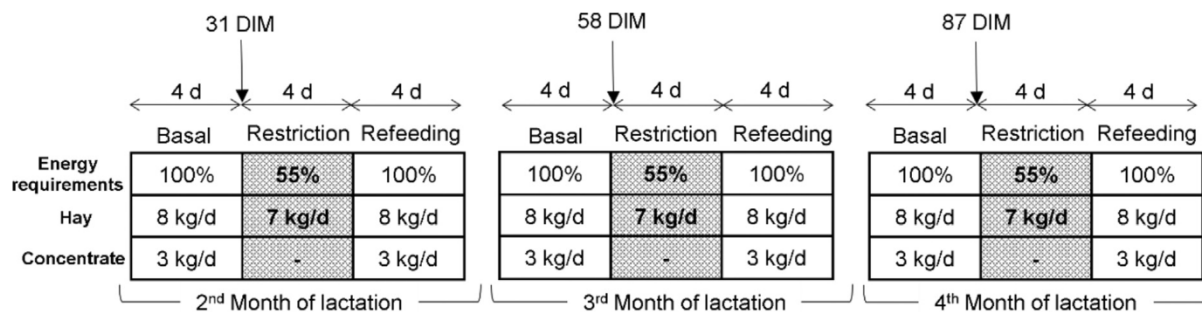 31 DIM 58 DIM 87 DIM
4 d 4 d 4 d 4 d 4 d 4 d 4 d 4 d 4 d
Basal Restriction Refeeding Basal Restriction Refeeding Basal Restriction Refeeding
Energy requirements 100% 55% 100% 100% 55% 100% 100% 55% 100%
Hay 8 kg/d 7 kg/d 8 kg/d 8 kg/d 7 kg/d 8 kg/d 8 kg/d 7 kg/d 8 kg/d
Concentrate 3 kg/d - 3 kg/d 3 kg/d - 3 kg/d 3 kg/d - 3 kg/d
2nd Month of lactation 3rd Month of lactation 4th Month of lactation